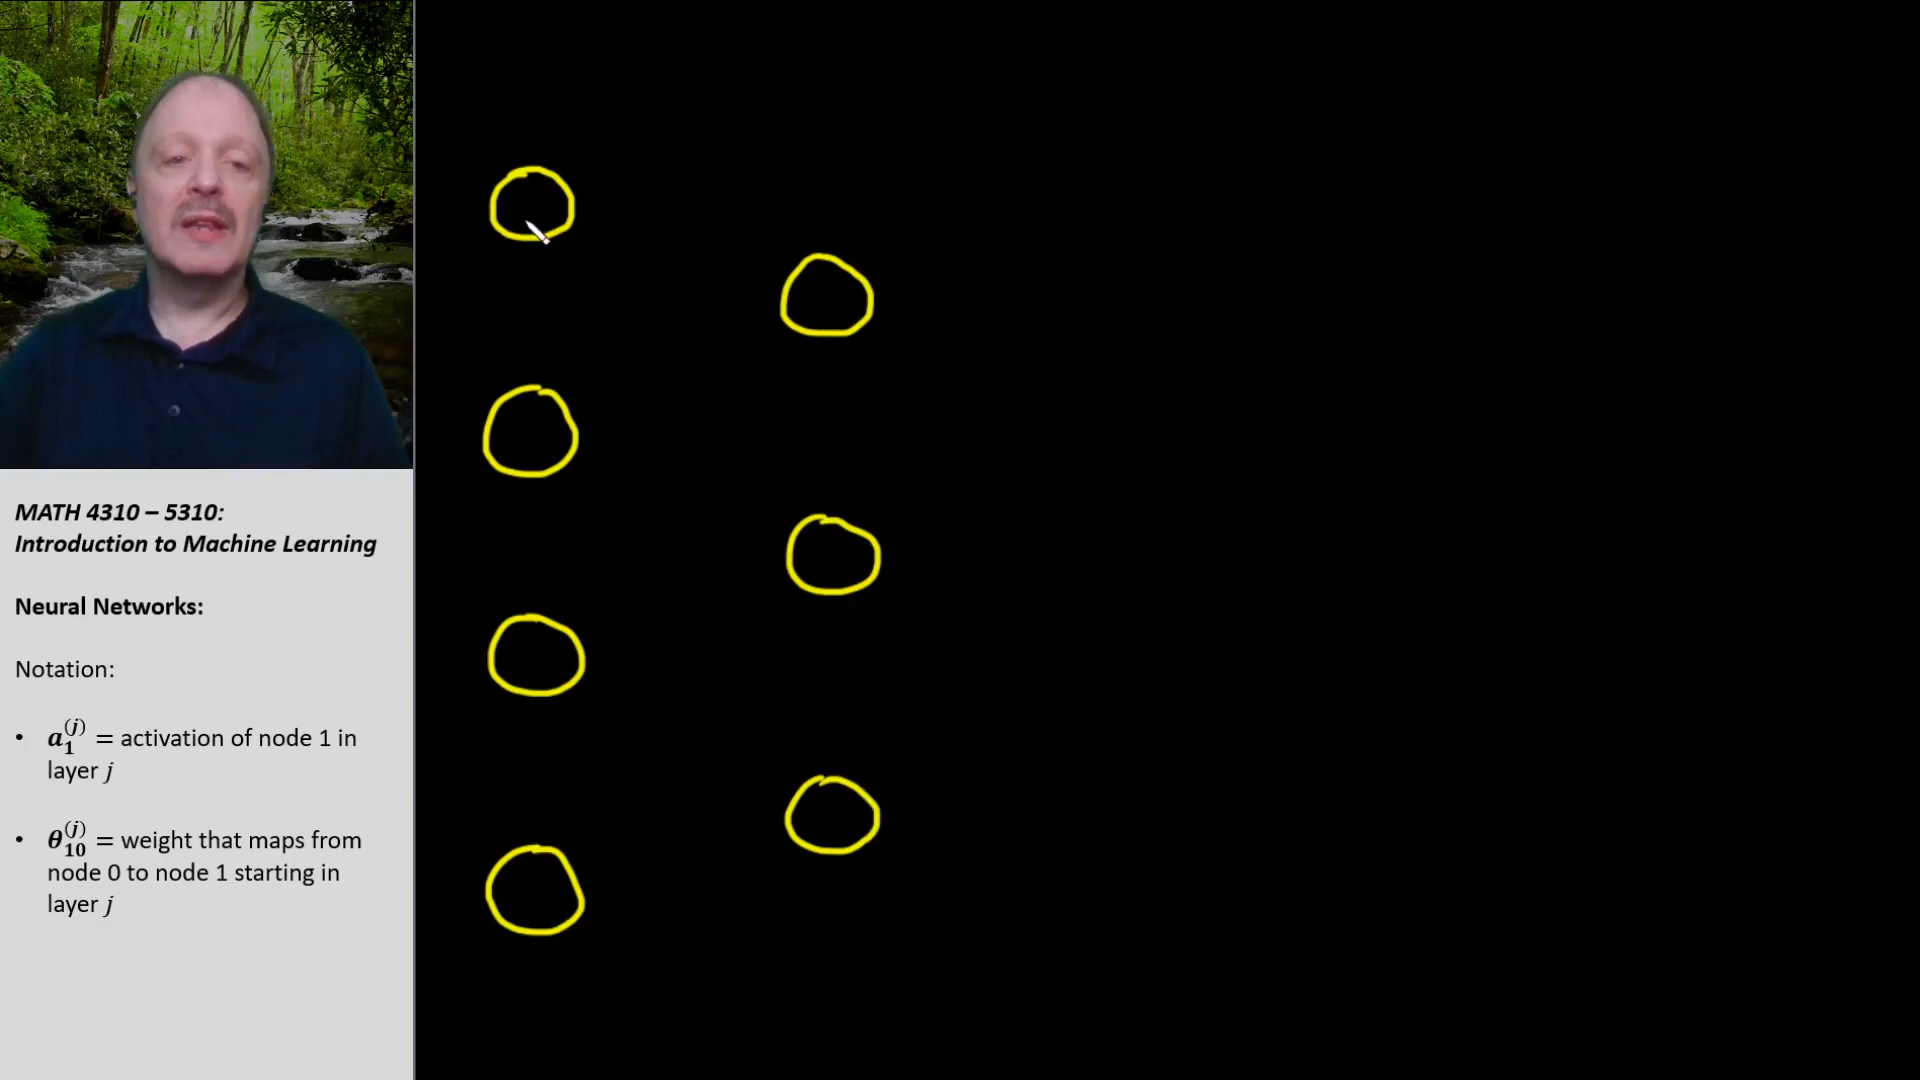 MATH 4310 – 5310:
Introduction to Machine Learning
Neural Networks:
Notation:
• a₁⁽ʲ⁾ = activation of node 1 in
layer j
• θ₁₀⁽ʲ⁾ = weight that maps from
node 0 to node 1 starting in
layer j